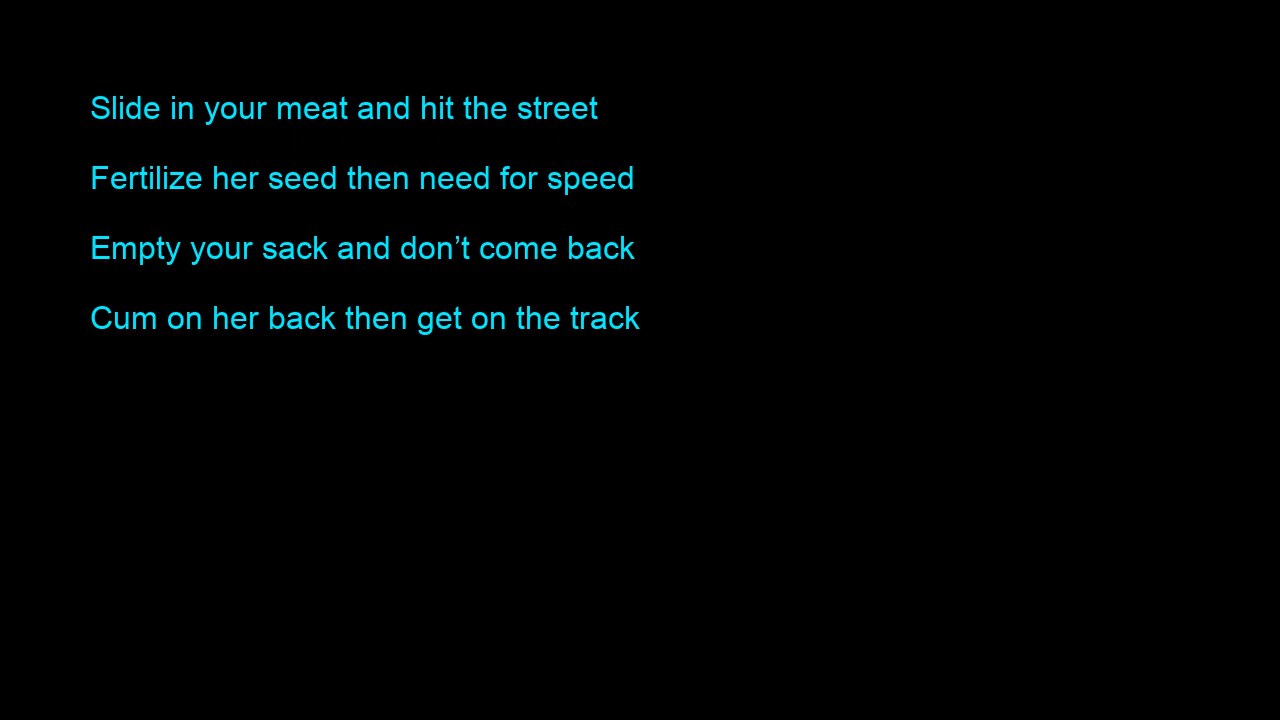 Slide in your meat and hit the street
Fertilize her seed then need for speed
Empty your sack and don’t come back
Cum on her back then get on the track